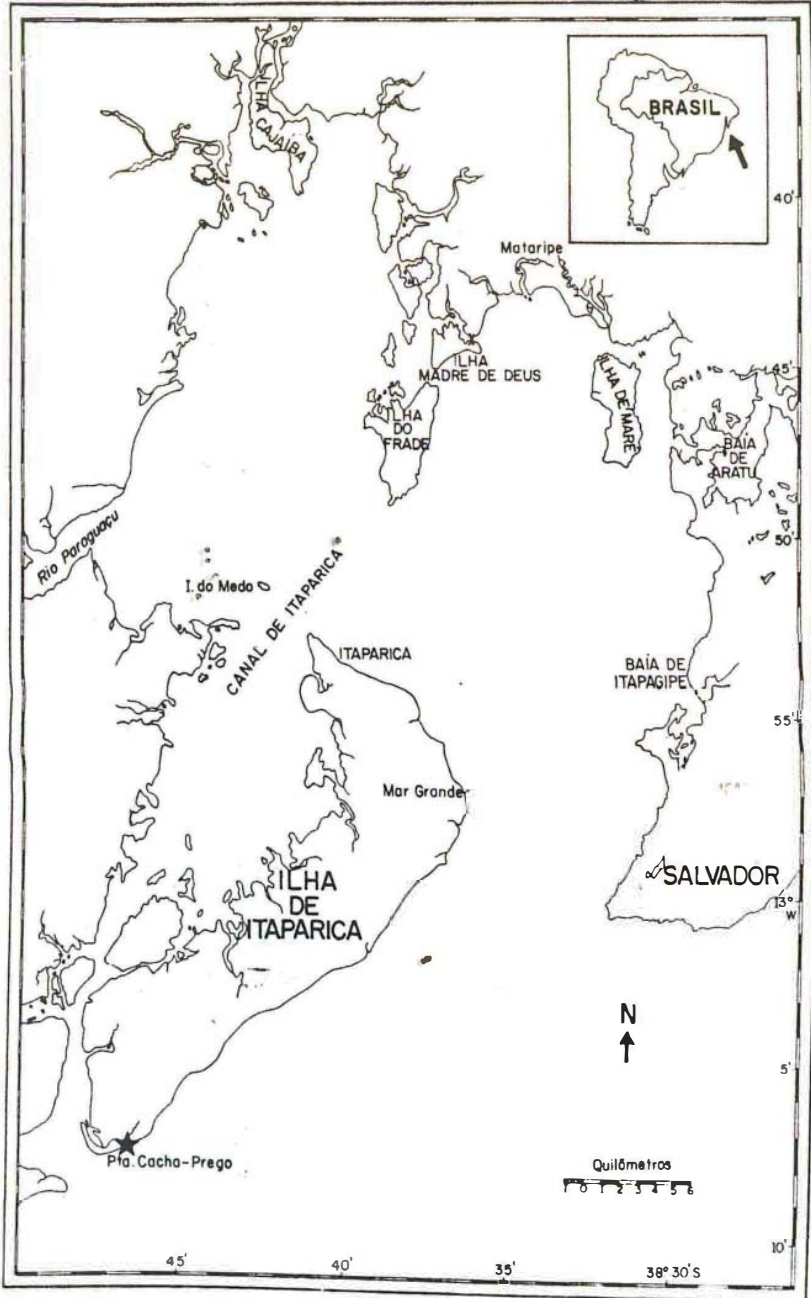 ILHA CAJAÍBA
BRASIL
40'
Mataripe
ILHA
MADRE DE DEUS
45'
ILHA DE MARÉ
ILHA
DO
FRADE
BAÍA
DE
ARATU
50'
Rio Paraguaçu
I. do Medo
CANAL DE ITAPARICA
ITAPARICA
BAÍA DE
ITAPAGIPE
55'
Mar Grande
SALVADOR
ILHA
DE
ITAPARICA
13°
W
N
5'
Pta. Cacha-Prego
Quilômetros
1 0 1 2 3 4 5 6
10'
45'
40'
35'
38° 30' S